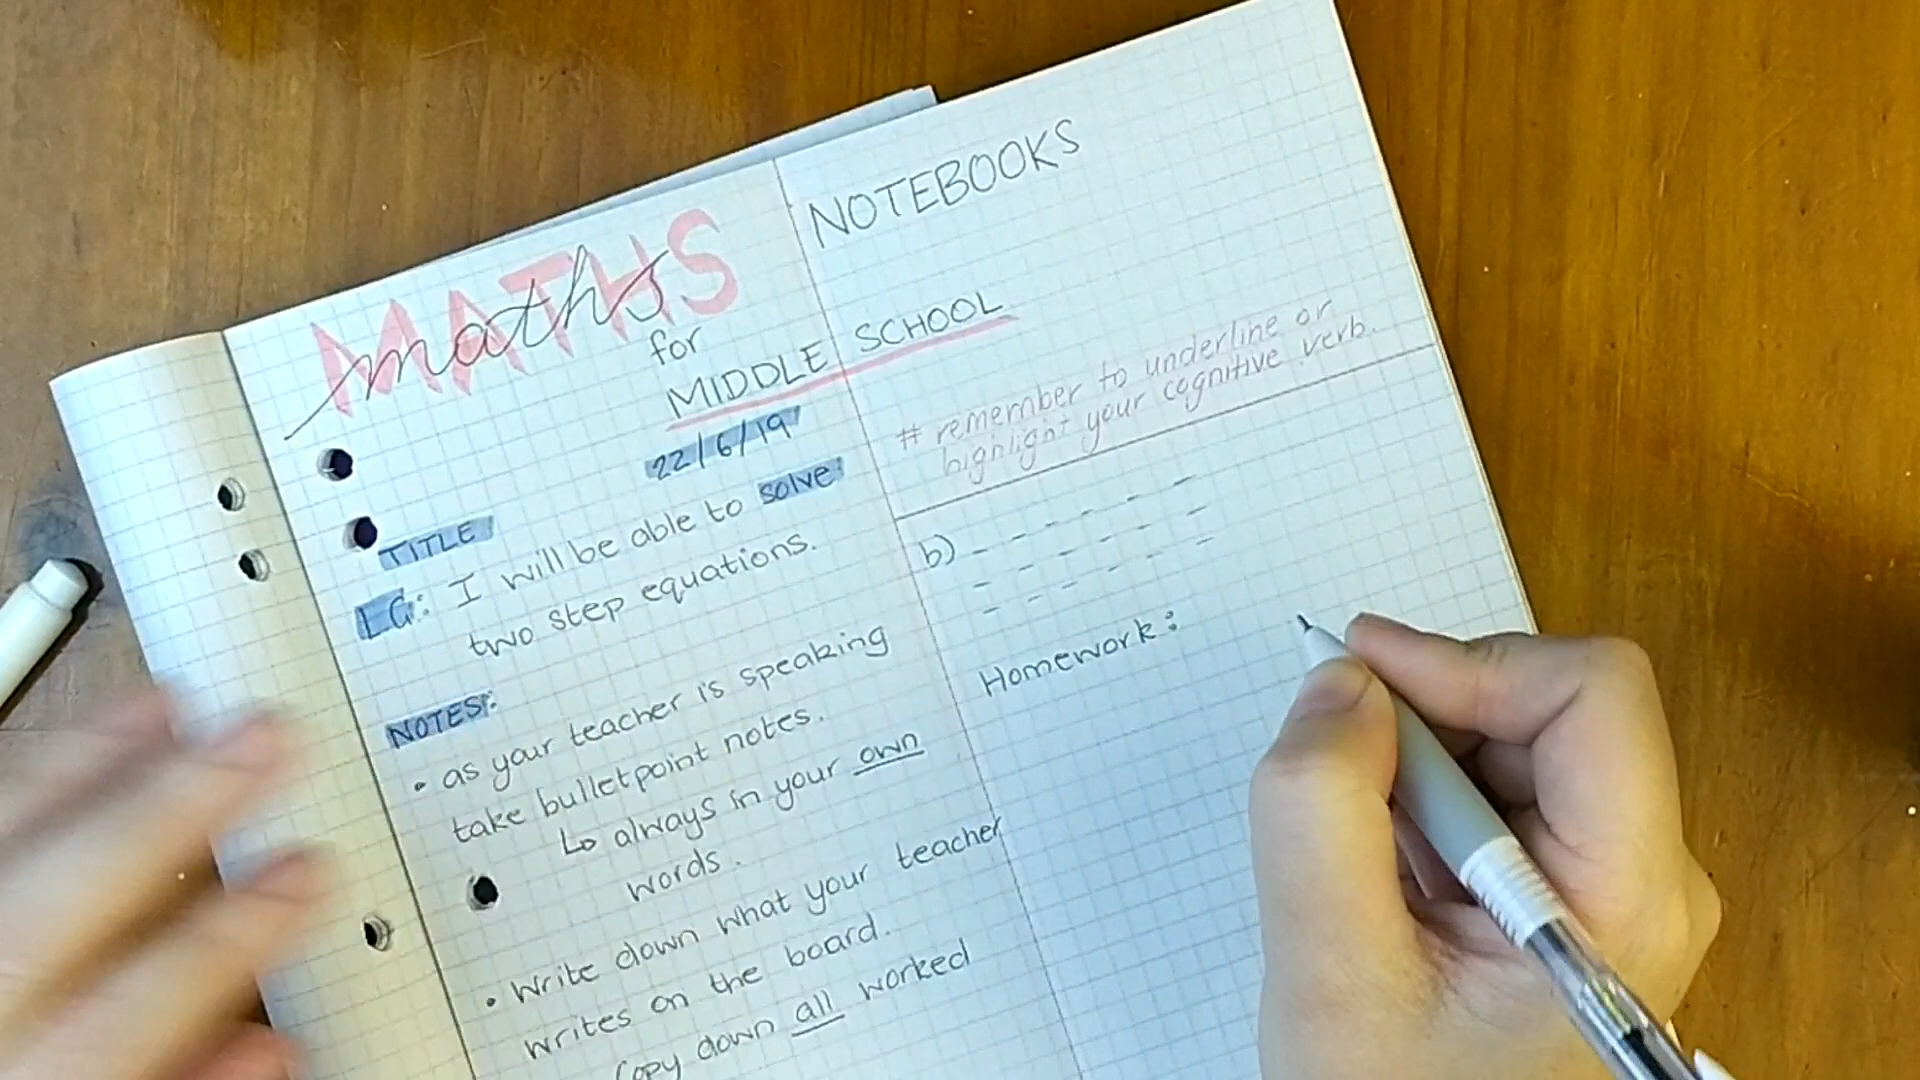 MATHS
maths
NOTEBOOKS
for
MIDDLE SCHOOL
22/6/19
TITLE
LG: I will be able to solve:
two step equations.
NOTES:
• as your teacher is speaking
take bulletpoint notes.
↳ always in your own
words.
• Write down what your teacher
writes on the board.
Copy down all worked
# remember to underline or
highlight your cognitive verb.
b) - - - - - - -
- - - - - - -
- - - - - - -
Homework: